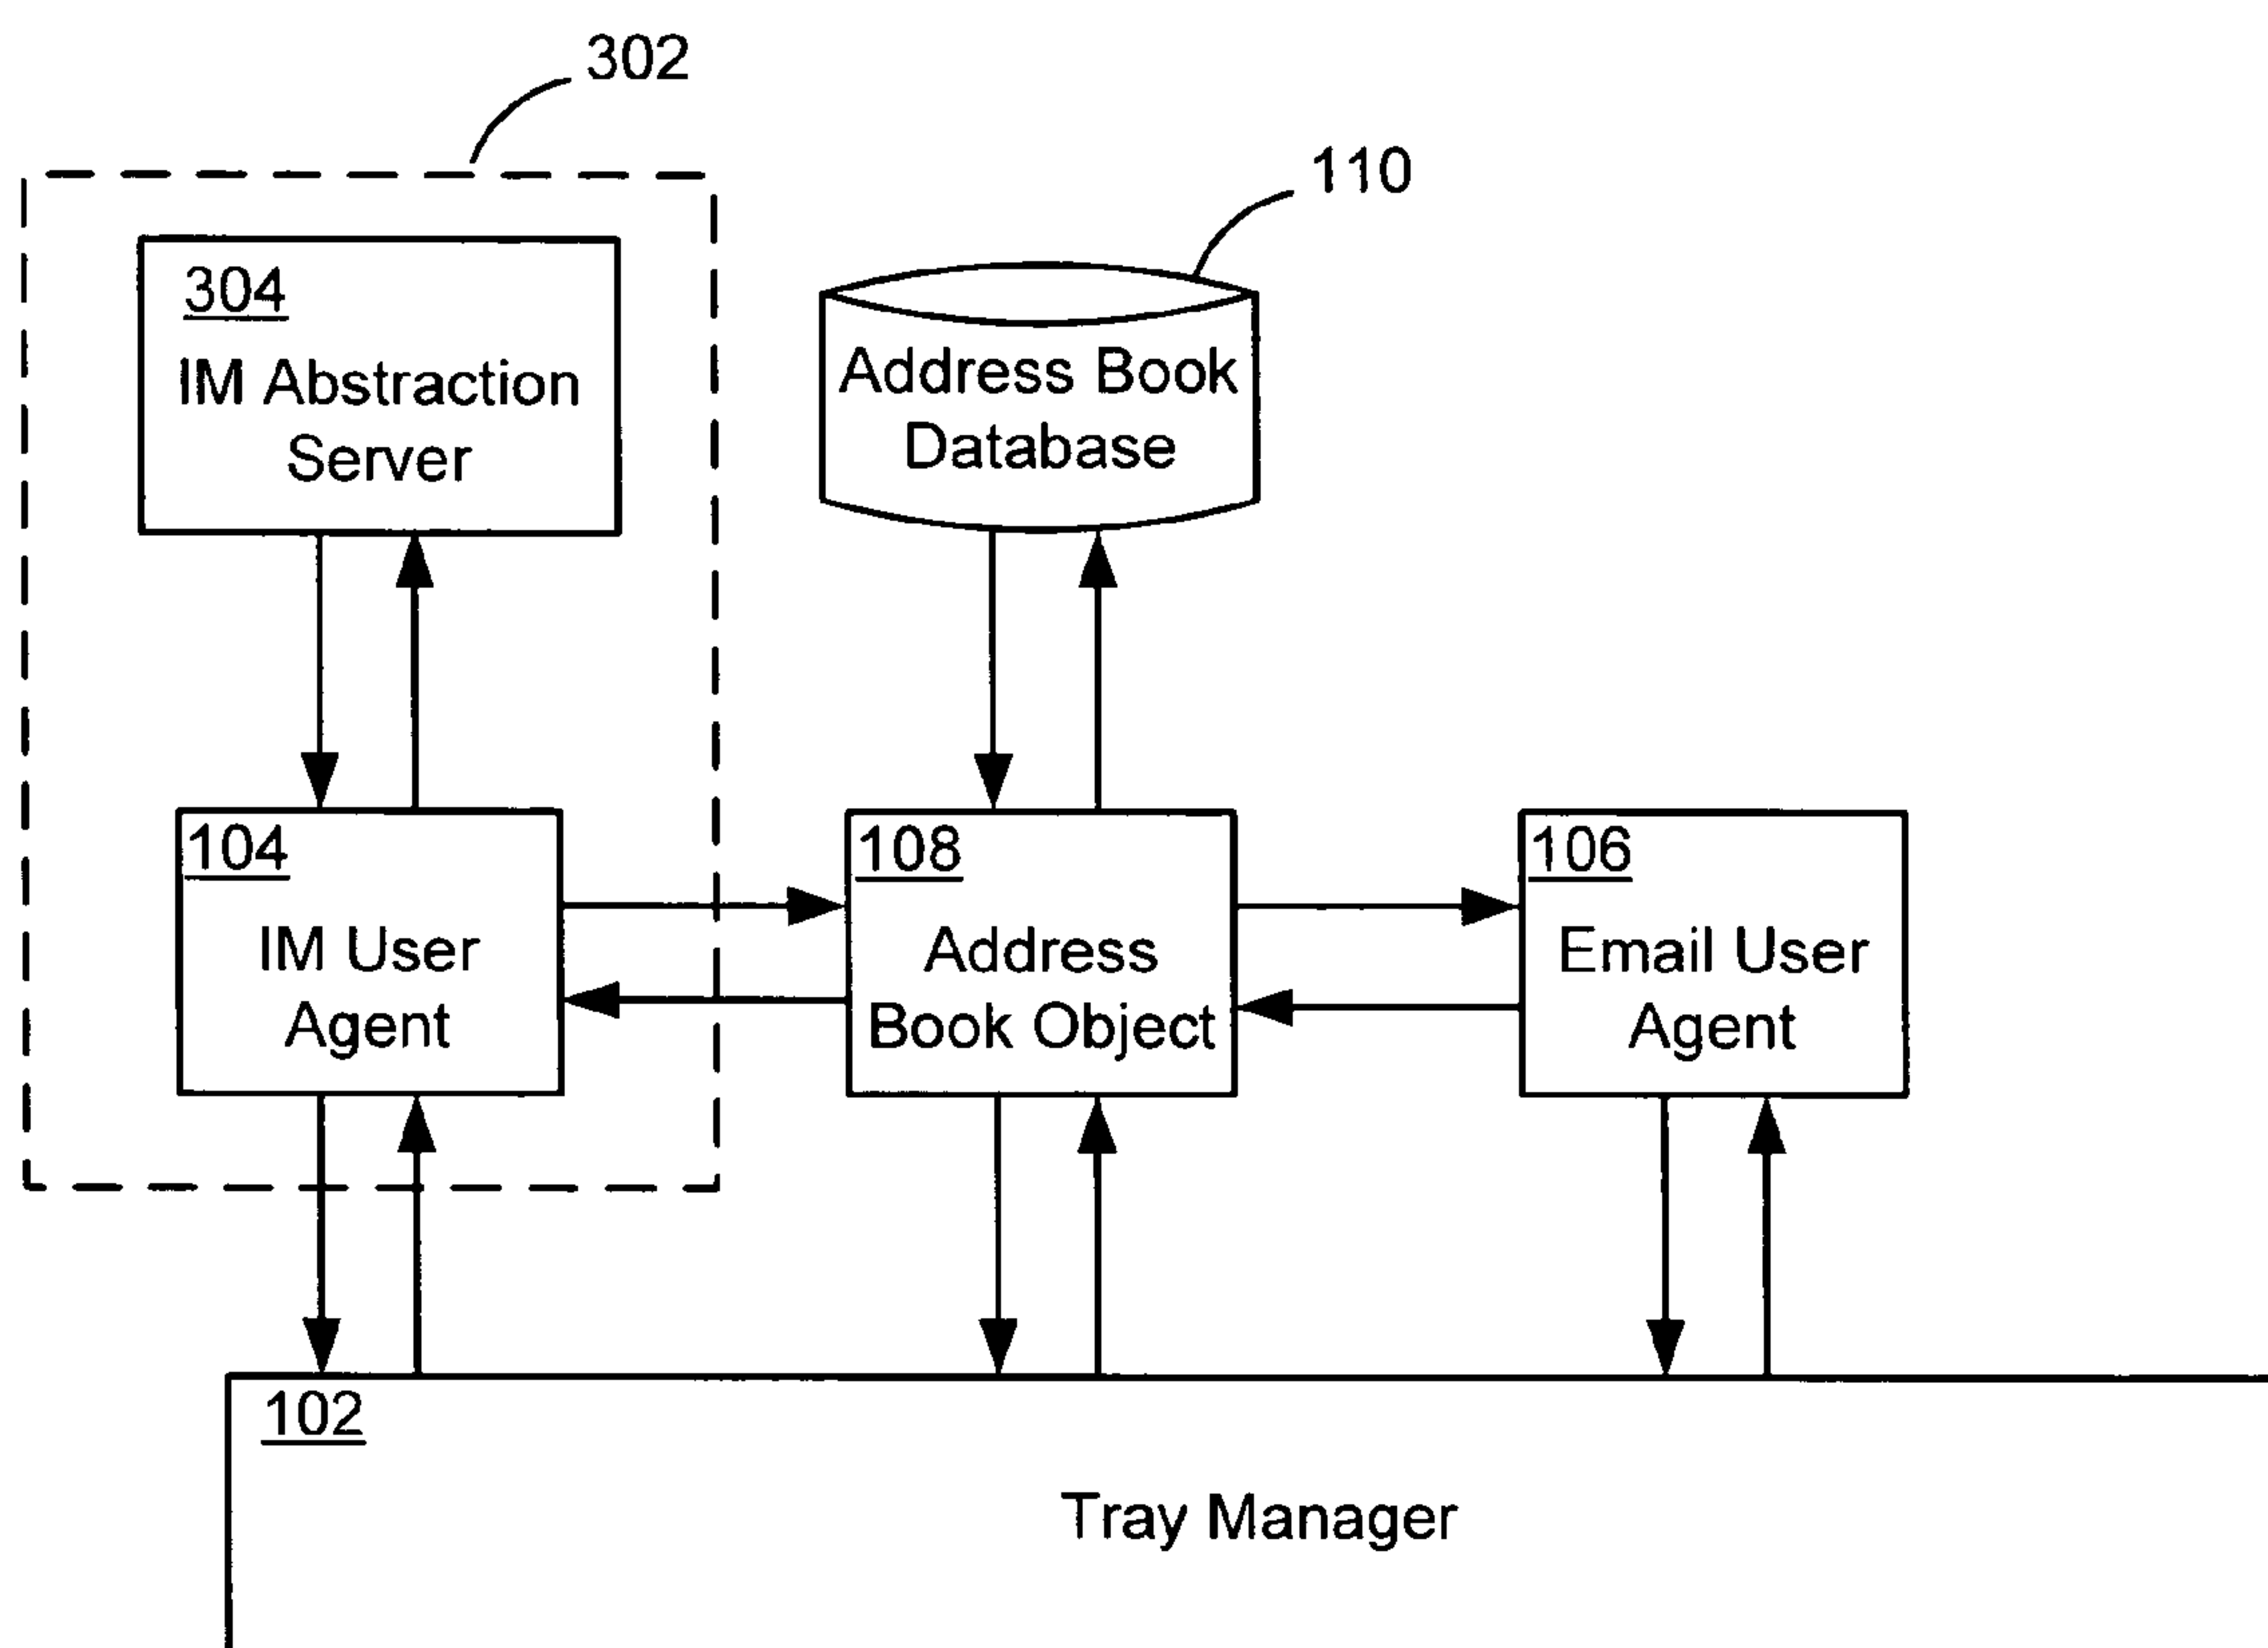 302
110
304
IM Abstraction
Server
Address Book
Database
104
IM User
Agent
108
Address
Book Object
106
Email User
Agent
102
Tray Manager